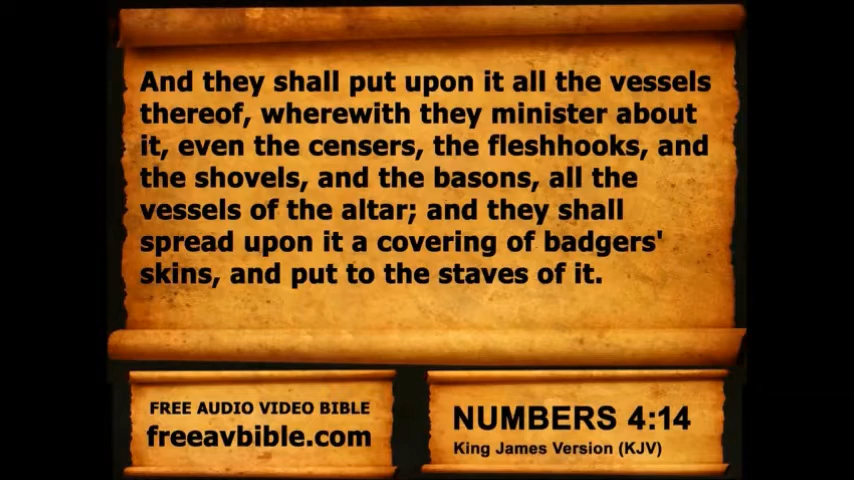 And they shall put upon it all the vessels
thereof, wherewith they minister about
it, even the censers, the fleshhooks, and
the shovels, and the basons, all the
vessels of the altar; and they shall
spread upon it a covering of badgers'
skins, and put to the staves of it.
FREE AUDIO VIDEO BIBLE
freeavbible.com
NUMBERS 4:14
King James Version (KJV)